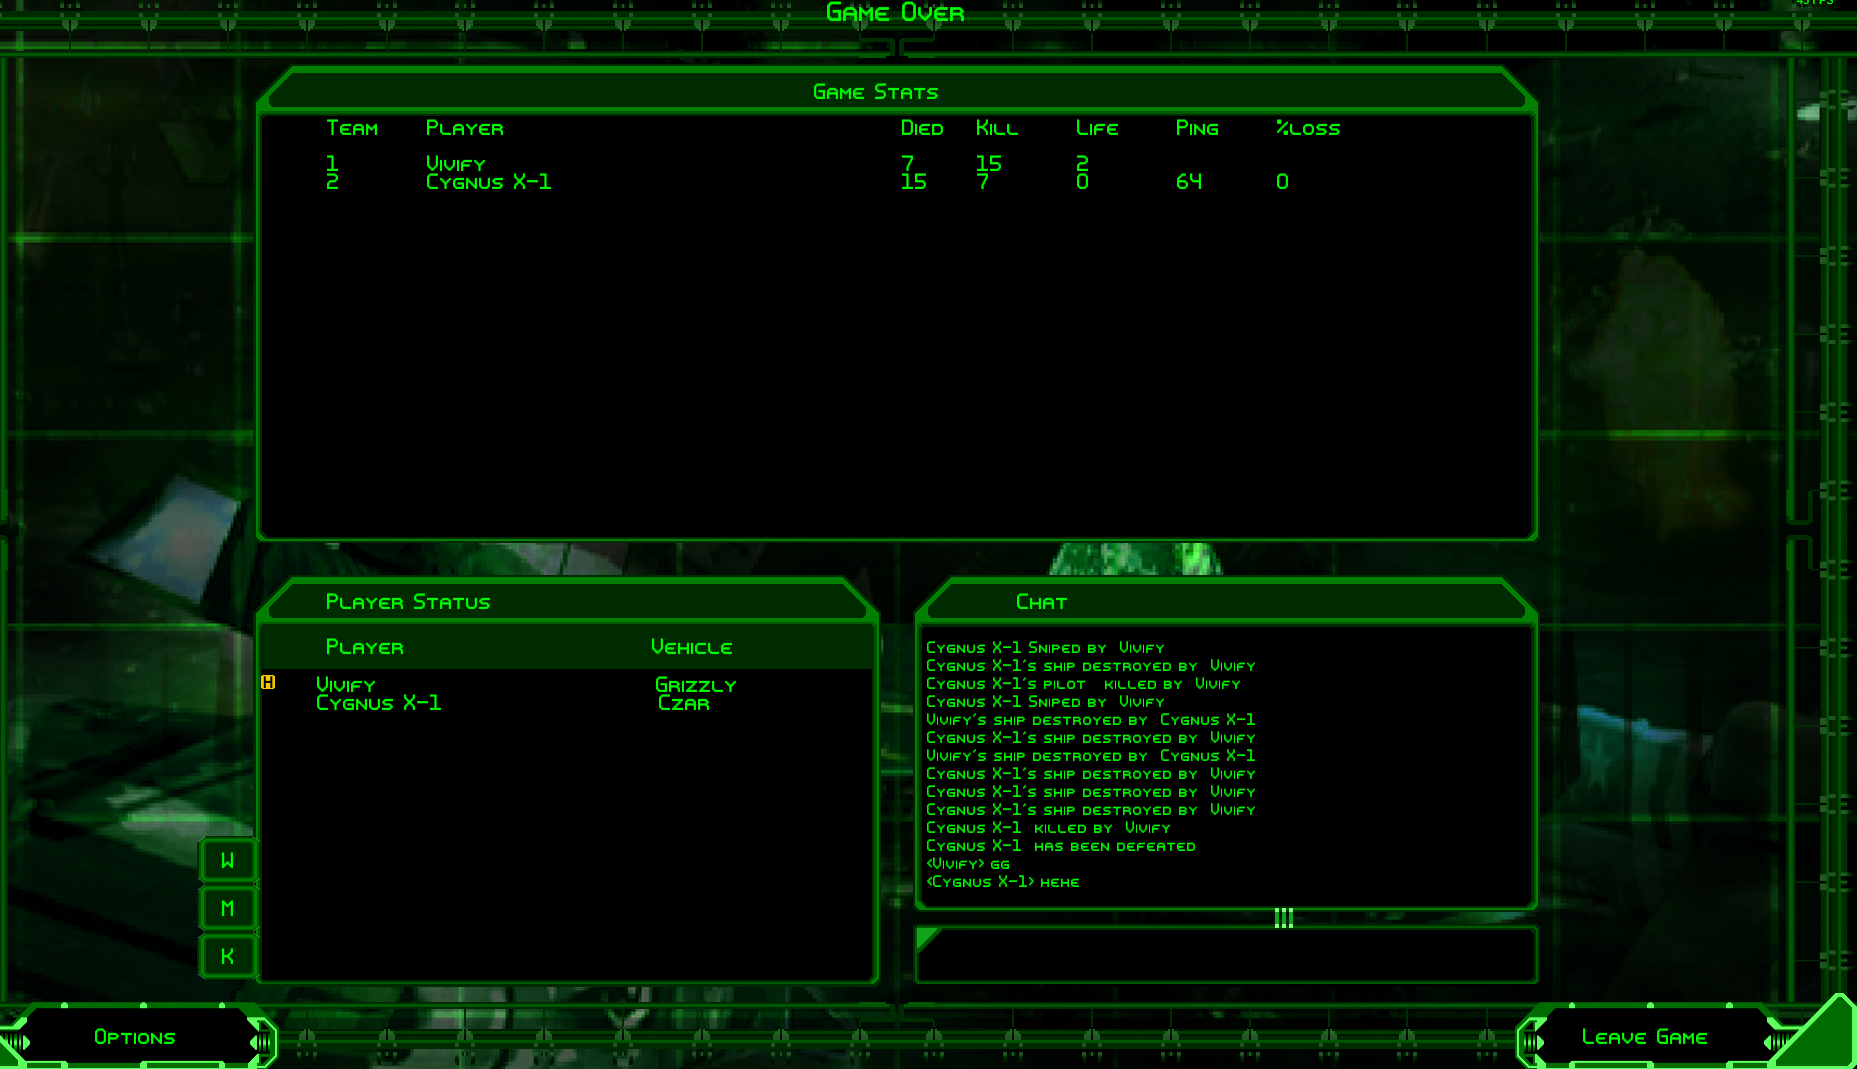 Game Over
43 FPS
Game Stats
Team Player Died Kill Life Ping %loss
1 Vivify 7 15 2
2 Cygnus X-1 15 7 0 64 0
Player Status
Player Vehicle
H Vivify Grizzly
Cygnus X-1 Czar
W
M
K
Chat
Cygnus X-1 Sniped by Vivify
Cygnus X-1's ship destroyed by Vivify
Cygnus X-1's pilot killed by Vivify
Cygnus X-1 Sniped by Vivify
Vivify's ship destroyed by Cygnus X-1
Cygnus X-1's ship destroyed by Vivify
Vivify's ship destroyed by Cygnus X-1
Cygnus X-1's ship destroyed by Vivify
Cygnus X-1's ship destroyed by Vivify
Cygnus X-1's ship destroyed by Vivify
Cygnus X-1 killed by Vivify
Cygnus X-1 has been defeated
<Vivify> gg
<Cygnus X-1> hehe
Options
Leave Game